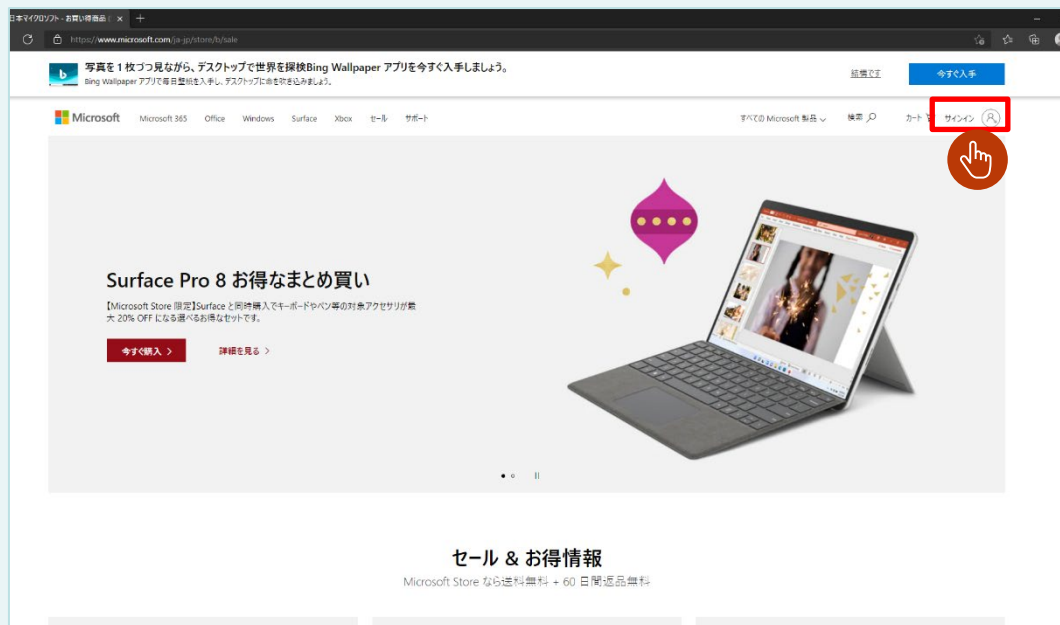 日本マイクロソフト - お買い得商品
https://www.microsoft.com/ja-jp/store/b/sale
写真を 1 枚づつ見ながら、デスクトップで世界を探検Bing Wallpaper アプリを今すぐ入手しましょう。
Bing Wallpaper アプリで毎日壁紙を入手し、デスクトップに命を吹き込みましょう。
結構です
今すぐ入手
Microsoft Microsoft 365 Office Windows Surface Xbox セール サポート すべての Microsoft 製品 検索 カート サインイン
Surface Pro 8 お得なまとめ買い
【Microsoft Store 限定】Surface と同時購入でキーボードやペン等の対象アクセサリが最
大 20% OFF になる選べるお得なセットです。
今すぐ購入 詳細を見る
セール & お得情報
Microsoft Store なら送料無料 + 60 日間返品無料